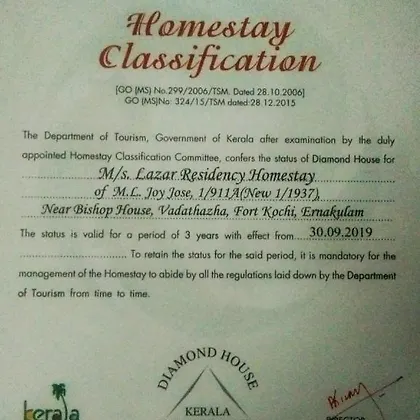 Homestay
Classification
[GO (MS) No.299/2006/TSM. Dated 28.10.2006]
GO (MS)No: 324/15/TSM dated:28.12.2015
The Department of Tourism, Government of Kerala after examination by the duly
appointed Homestay Classification Committee, confers the status of Diamond House for
M/s. Lazar Residency Homestay
of M.L. Joy Jose, 1/911A(New 1/1937),
Near Bishop House, Vadathazha, Fort Kochi, Ernakulam
The status is valid for a period of 3 years with effect from 30.09.2019
To retain the status for the said period, it is mandatory for the
management of the Homestay to abide by all the regulations laid down by the Department
of Tourism from time to time.
DIAMOND HOUSE
KERALA
kerala
DIRECTOR